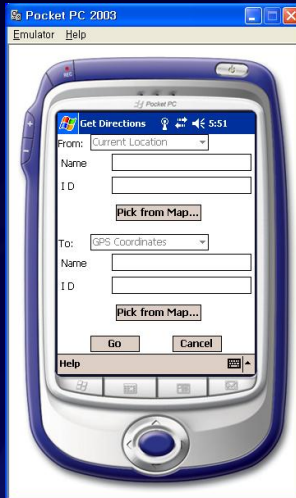 Pocket PC 2003
Emulator Help
REC
Pocket PC
Get Directions 5:51
From: Current Location
Name
ID
Pick from Map...
To: GPS Coordinates
Name
ID
Pick from Map...
Go Cancel
Help